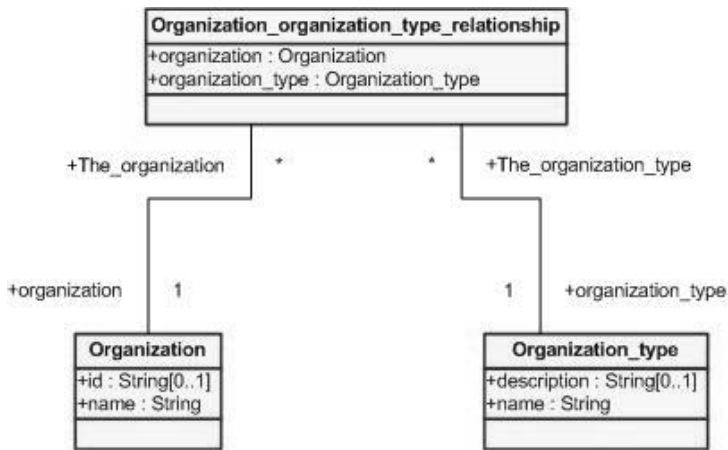 Organization_organization_type_relationship
+organization : Organization
+organization_type : Organization_type
+The_organization * * +The_organization_type
+organization 1 1 +organization_type
Organization Organization_type
+id : String[0..1] +description : String[0..1]
+name : String +name : String